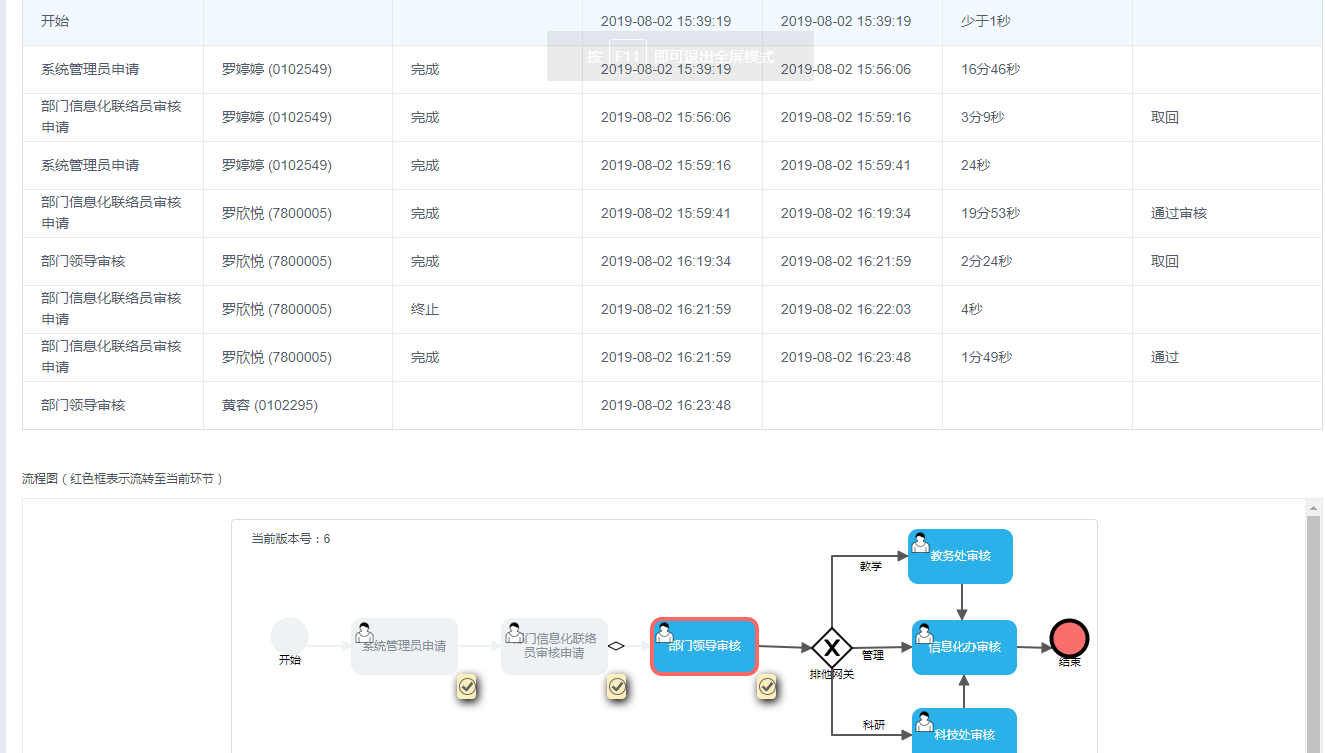 开始 2019-08-02 15:39:19 2019-08-02 15:39:19 少于1秒
按 F11 即可退出全屏模式
系统管理员申请 罗婷婷 (0102549) 完成 2019-08-02 15:39:19 2019-08-02 15:56:06 16分46秒
部门信息化联络员审核
申请 罗婷婷 (0102549) 完成 2019-08-02 15:56:06 2019-08-02 15:59:16 3分9秒 取回
系统管理员申请 罗婷婷 (0102549) 完成 2019-08-02 15:59:16 2019-08-02 15:59:41 24秒
部门信息化联络员审核
申请 罗欣悦 (7800005) 完成 2019-08-02 15:59:41 2019-08-02 16:19:34 19分53秒 通过审核
部门领导审核 罗欣悦 (7800005) 完成 2019-08-02 16:19:34 2019-08-02 16:21:59 2分24秒 取回
部门信息化联络员审核
申请 罗欣悦 (7800005) 终止 2019-08-02 16:21:59 2019-08-02 16:22:03 4秒
部门信息化联络员审核
申请 罗欣悦 (7800005) 完成 2019-08-02 16:21:59 2019-08-02 16:23:48 1分49秒 通过
部门领导审核 黄容 (0102295) 2019-08-02 16:23:48
流程图（红色框表示流转至当前环节）
当前版本号：6
开始
系统管理员申请
门信息化联络
员审核申请
部门领导审核
X
排他网关
教学
管理
科研
教务处审核
信息化办审核
科技处审核
结束